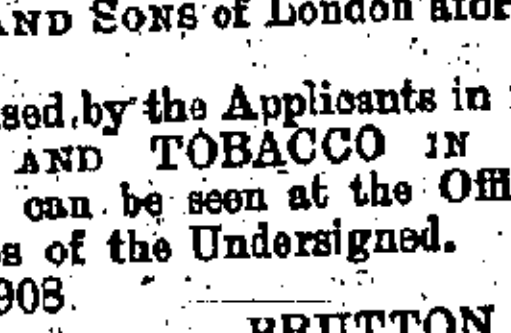 AND SONS of London afor
sed by the Applicants in
AND TOBACCO IN
can be seen at the Offi
s of the Undersigned.
908.
BRUTTON